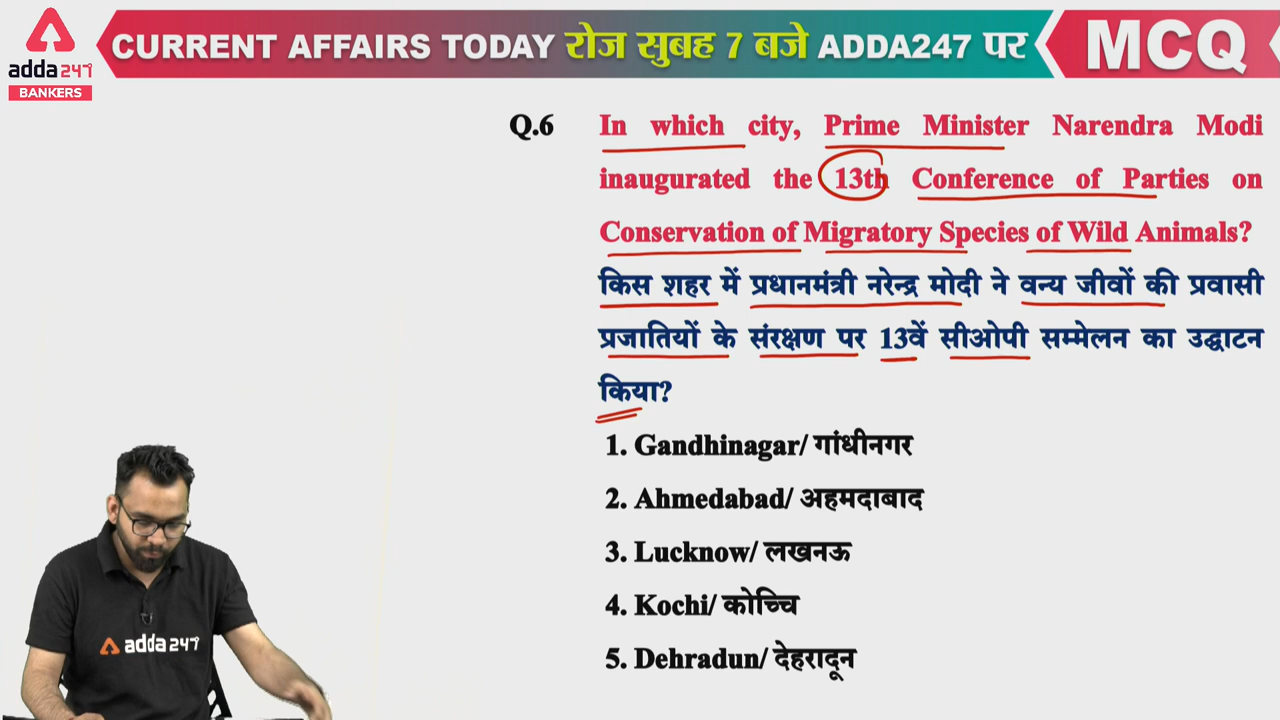 adda247
BANKERS
CURRENT AFFAIRS TODAY रोज सुबह 7 बजे ADDA247 पर
MCQ
Q.6 In which city, Prime Minister Narendra Modi
inaugurated the 13th Conference of Parties on
Conservation of Migratory Species of Wild Animals?
किस शहर में प्रधानमंत्री नरेन्द्र मोदी ने वन्य जीवों की प्रवासी
प्रजातियों के संरक्षण पर 13वें सीओपी सम्मेलन का उद्घाटन
किया?
1. Gandhinagar/ गांधीनगर
2. Ahmedabad/ अहमदाबाद
3. Lucknow/ लखनऊ
4. Kochi/ कोच्चि
5. Dehradun/ देहरादून
adda247